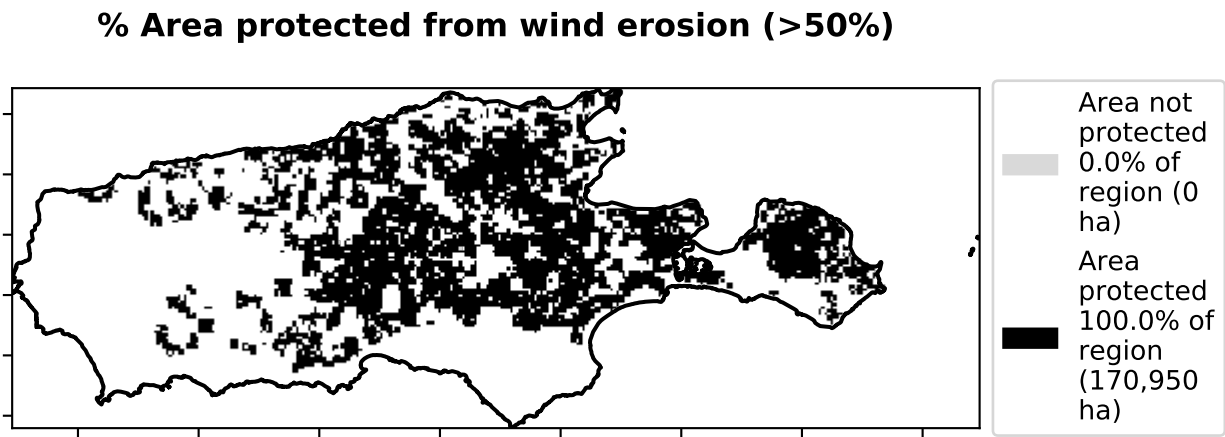 % Area protected from wind erosion (>50%)
Area not
protected
0.0% of
region (0
ha)
Area
protected
100.0% of
region
(170,950
ha)